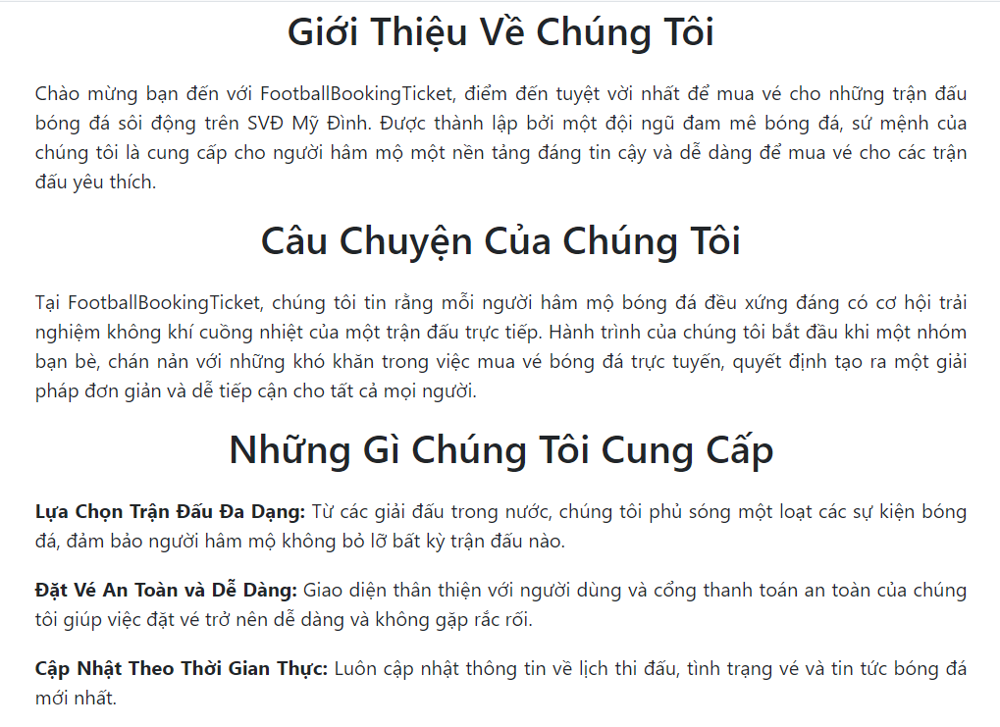 Giới Thiệu Về Chúng Tôi
Chào mừng bạn đến với FootballBookingTicket, điểm đến tuyệt vời nhất để mua vé cho những trận đấu
bóng đá sôi động trên SVĐ Mỹ Đình. Được thành lập bởi một đội ngũ đam mê bóng đá, sứ mệnh của
chúng tôi là cung cấp cho người hâm mộ một nền tảng đáng tin cậy và dễ dàng để mua vé cho các trận
đấu yêu thích.
Câu Chuyện Của Chúng Tôi
Tại FootballBookingTicket, chúng tôi tin rằng mỗi người hâm mộ bóng đá đều xứng đáng có cơ hội trải
nghiệm không khí cuồng nhiệt của một trận đấu trực tiếp. Hành trình của chúng tôi bắt đầu khi một nhóm
bạn bè, chán nản với những khó khăn trong việc mua vé bóng đá trực tuyến, quyết định tạo ra một giải
pháp đơn giản và dễ tiếp cận cho tất cả mọi người.
Những Gì Chúng Tôi Cung Cấp
Lựa Chọn Trận Đấu Đa Dạng: Từ các giải đấu trong nước, chúng tôi phủ sóng một loạt các sự kiện bóng
đá, đảm bảo người hâm mộ không bỏ lỡ bất kỳ trận đấu nào.
Đặt Vé An Toàn và Dễ Dàng: Giao diện thân thiện với người dùng và cổng thanh toán an toàn của chúng
tôi giúp việc đặt vé trở nên dễ dàng và không gặp rắc rối.
Cập Nhật Theo Thời Gian Thực: Luôn cập nhật thông tin về lịch thi đấu, tình trạng vé và tin tức bóng đá
mới nhất.